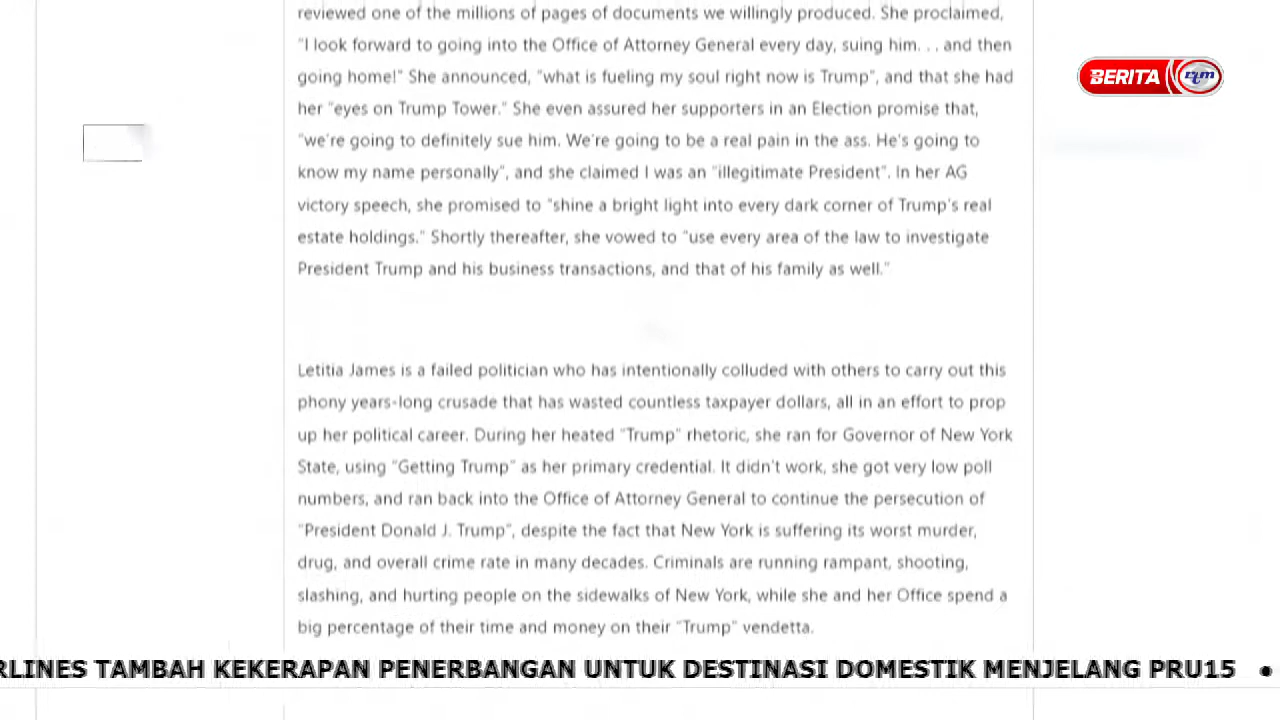 reviewed one of the millions of pages of documents we willingly produced. She proclaimed,
"I look forward to going into the Office of Attorney General every day, suing him. . . and then
going home!" She announced, "what is fueling my soul right now is Trump", and that she had
her "eyes on Trump Tower." She even assured her supporters in an Election promise that,
"we're going to definitely sue him. We're going to be a real pain in the ass. He's going to
know my name personally", and she claimed I was an "illegitimate President". In her AG
victory speech, she promised to "shine a bright light into every dark corner of Trump's real
estate holdings." Shortly thereafter, she vowed to "use every area of the law to investigate
President Trump and his business transactions, and that of his family as well."
Letitia James is a failed politician who has intentionally colluded with others to carry out this
phony years-long crusade that has wasted countless taxpayer dollars, all in an effort to prop
up her political career. During her heated "Trump" rhetoric, she ran for Governor of New York
State, using "Getting Trump" as her primary credential. It didn't work, she got very low poll
numbers, and ran back into the Office of Attorney General to continue the persecution of
"President Donald J. Trump", despite the fact that New York is suffering its worst murder,
drug, and overall crime rate in many decades. Criminals are running rampant, shooting,
slashing, and hurting people on the sidewalks of New York, while she and her Office spend a
big percentage of their time and money on their "Trump" vendetta.
BERITA rtm
RLINES TAMBAH KEKERAPAN PENERBANGAN UNTUK DESTINASI DOMESTIK MENJELANG PRU15 •